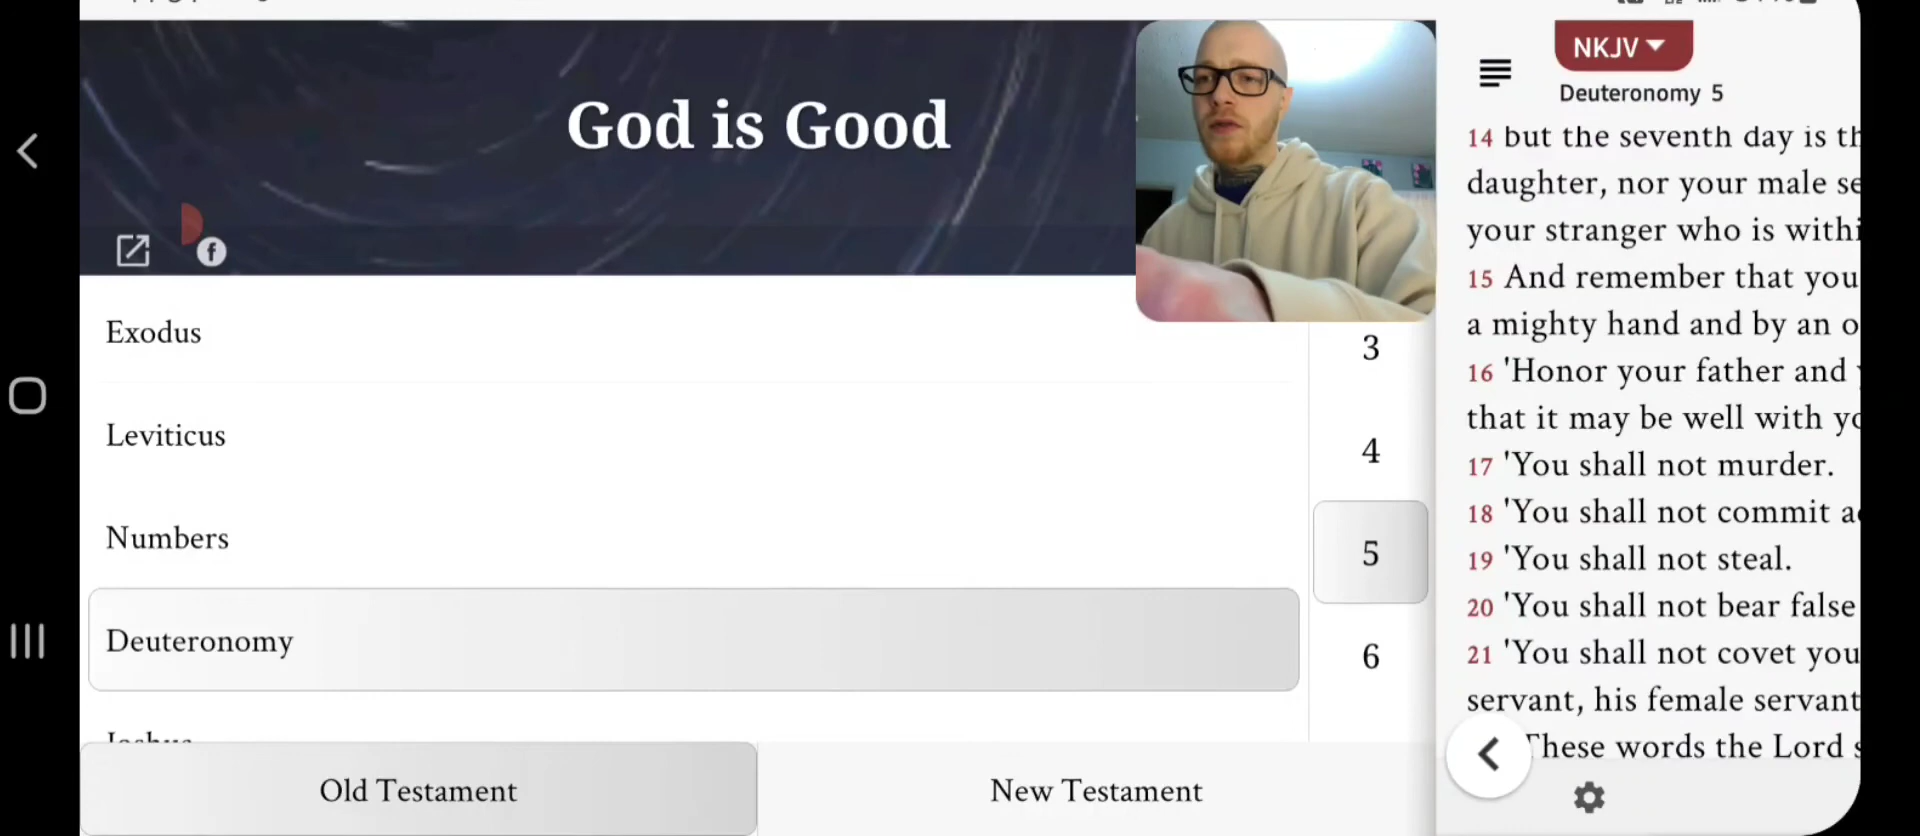 God is Good
Exodus
Leviticus
Numbers
Deuteronomy
3
4
5
6
Old Testament
New Testament
NKJV
Deuteronomy 5
14 but the seventh day is
daughter, nor your male
your stranger who is
15 And remember that you
a mighty hand and by an
16 'Honor your father and
that it may be well with
17 'You shall not murder.
18 'You shall not commit
19 'You shall not steal.
20 'You shall not bear false
21 'You shall not covet
servant, his female servant
These words the Lord